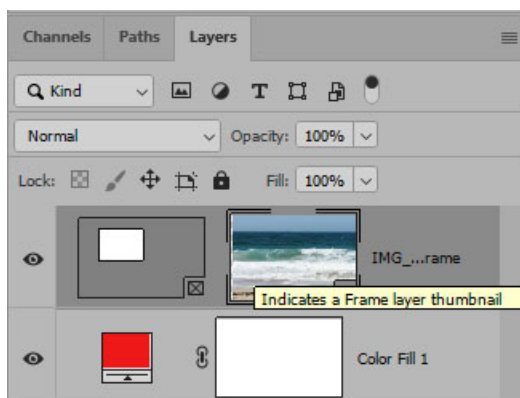 Channels Paths Layers
Kind T
Normal Opacity: 100%
Lock: Fill: 100%
IMG_...rame
Indicates a Frame layer thumbnail
Color Fill 1